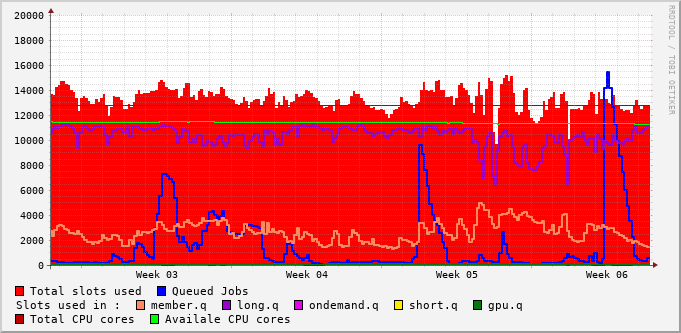 20000
18000
16000
14000
12000
10000
8000
6000
4000
2000
0
Week 03 Week 04 Week 05 Week 06
Total slots used Queued Jobs
Slots used in : member.q long.q ondemand.q short.q gpu.q
Total CPU cores Availale CPU cores
RRDTOOL / TOBI OETIKER